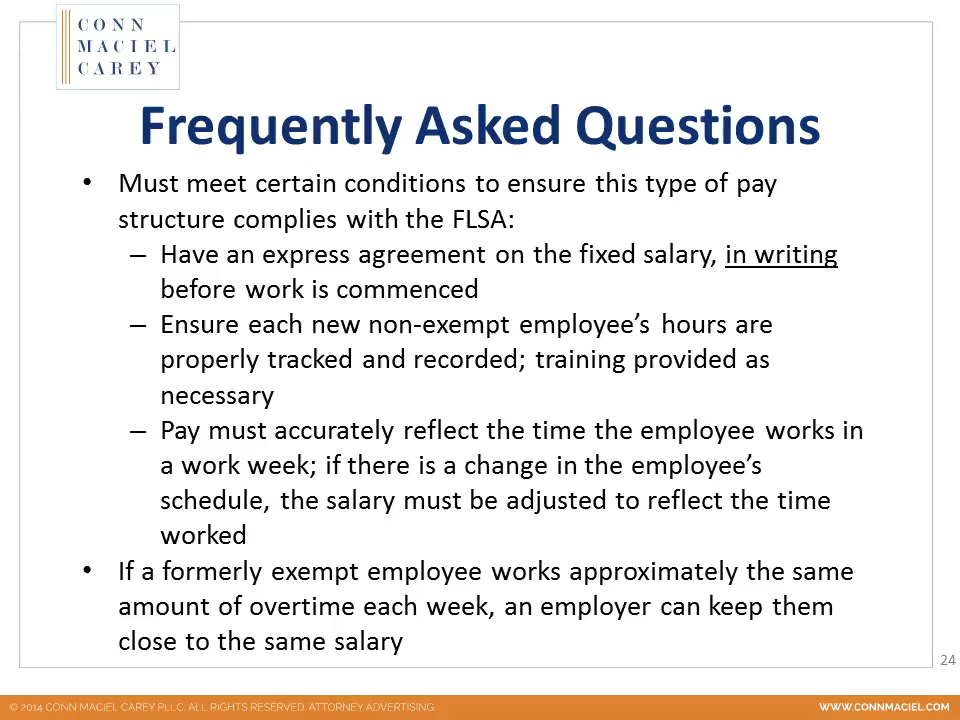 CONN
MACIEL
CAREY
Frequently Asked Questions
• Must meet certain conditions to ensure this type of pay
structure complies with the FLSA:
– Have an express agreement on the fixed salary, in writing
before work is commenced
– Ensure each new non-exempt employee’s hours are
properly tracked and recorded; training provided as
necessary
– Pay must accurately reflect the time the employee works in
a work week; if there is a change in the employee’s
schedule, the salary must be adjusted to reflect the time
worked
• If a formerly exempt employee works approximately the same
amount of overtime each week, an employer can keep them
close to the same salary
24
© 2014 CONN MACIEL CAREY PLLC. ALL RIGHTS RESERVED. ATTORNEY ADVERTISING.
WWW.CONNMACIEL.COM